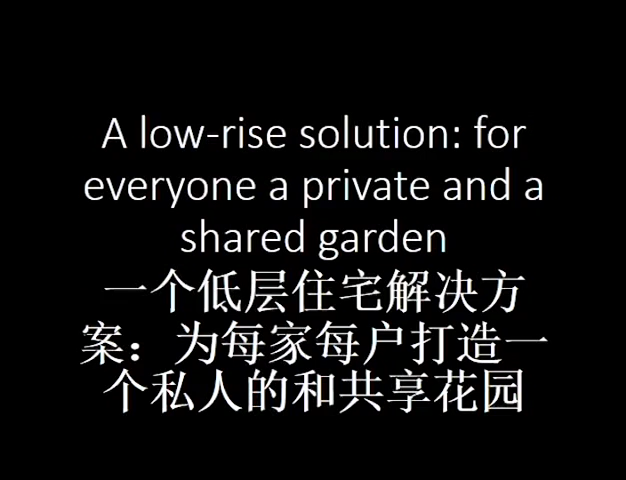 A low-rise solution: for
everyone a private and a
shared garden
一个低层住宅解决方
案：为每家每户打造一
个私人的和共享花园